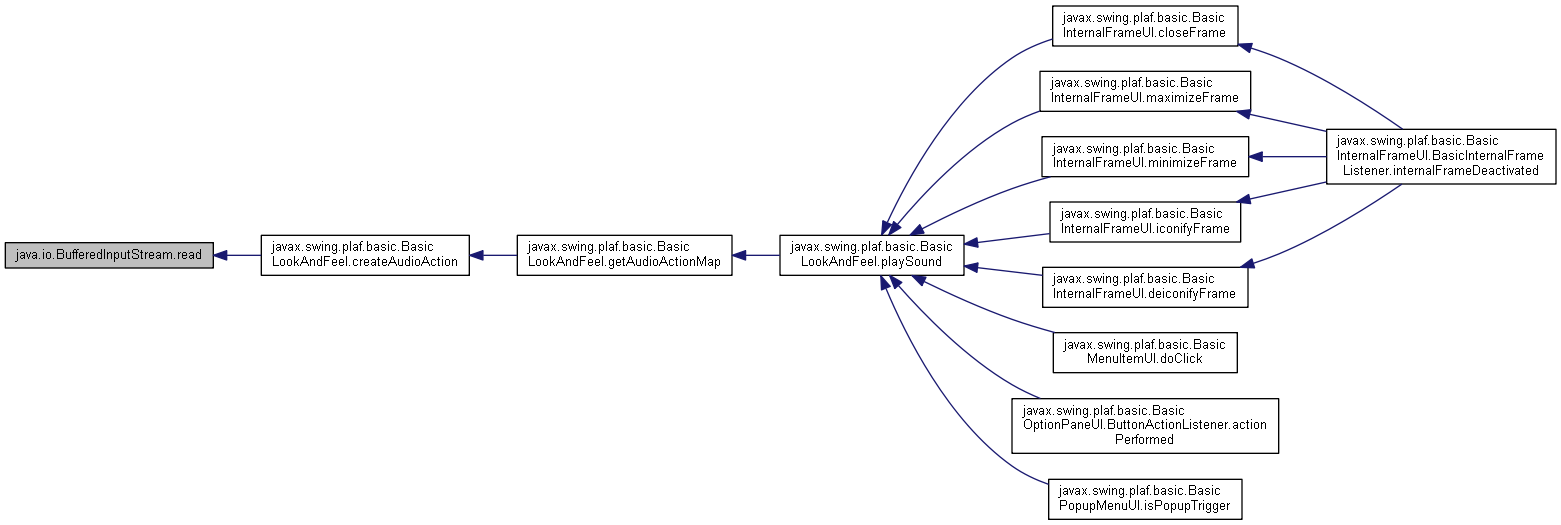 java.io.BufferedInputStream.read
javax.swing.plaf.basic.Basic
LookAndFeel.createAudioAction
javax.swing.plaf.basic.Basic
LookAndFeel.getAudioActionMap
javax.swing.plaf.basic.Basic
LookAndFeel.playSound
javax.swing.plaf.basic.Basic
InternalFrameUI.closeFrame
javax.swing.plaf.basic.Basic
InternalFrameUI.maximizeFrame
javax.swing.plaf.basic.Basic
InternalFrameUI.minimizeFrame
javax.swing.plaf.basic.Basic
InternalFrameUI.iconifyFrame
javax.swing.plaf.basic.Basic
InternalFrameUI.deiconifyFrame
javax.swing.plaf.basic.Basic
MenuItemUI.doClick
javax.swing.plaf.basic.Basic
OptionPaneUI.ButtonActionListener.action
Performed
javax.swing.plaf.basic.Basic
PopupMenuUI.isPopupTrigger
javax.swing.plaf.basic.Basic
InternalFrameUI.BasicInternalFrame
Listener.internalFrameDeactivated